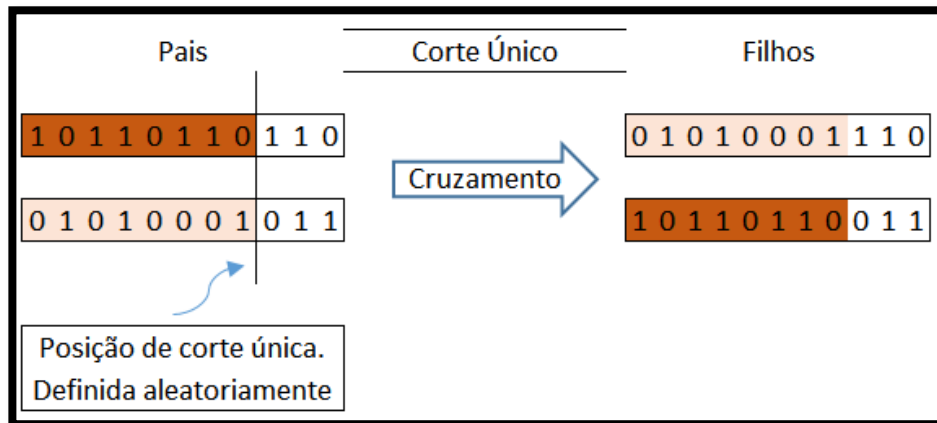 Pais
Corte Único
Filhos
1 0 1 1 0 1 1 0 1 1 0
0 1 0 1 0 0 0 1 1 1 0
Cruzamento
0 1 0 1 0 0 0 1 0 1 1
1 0 1 1 0 1 1 0 0 1 1
Posição de corte única.
Definida aleatoriamente